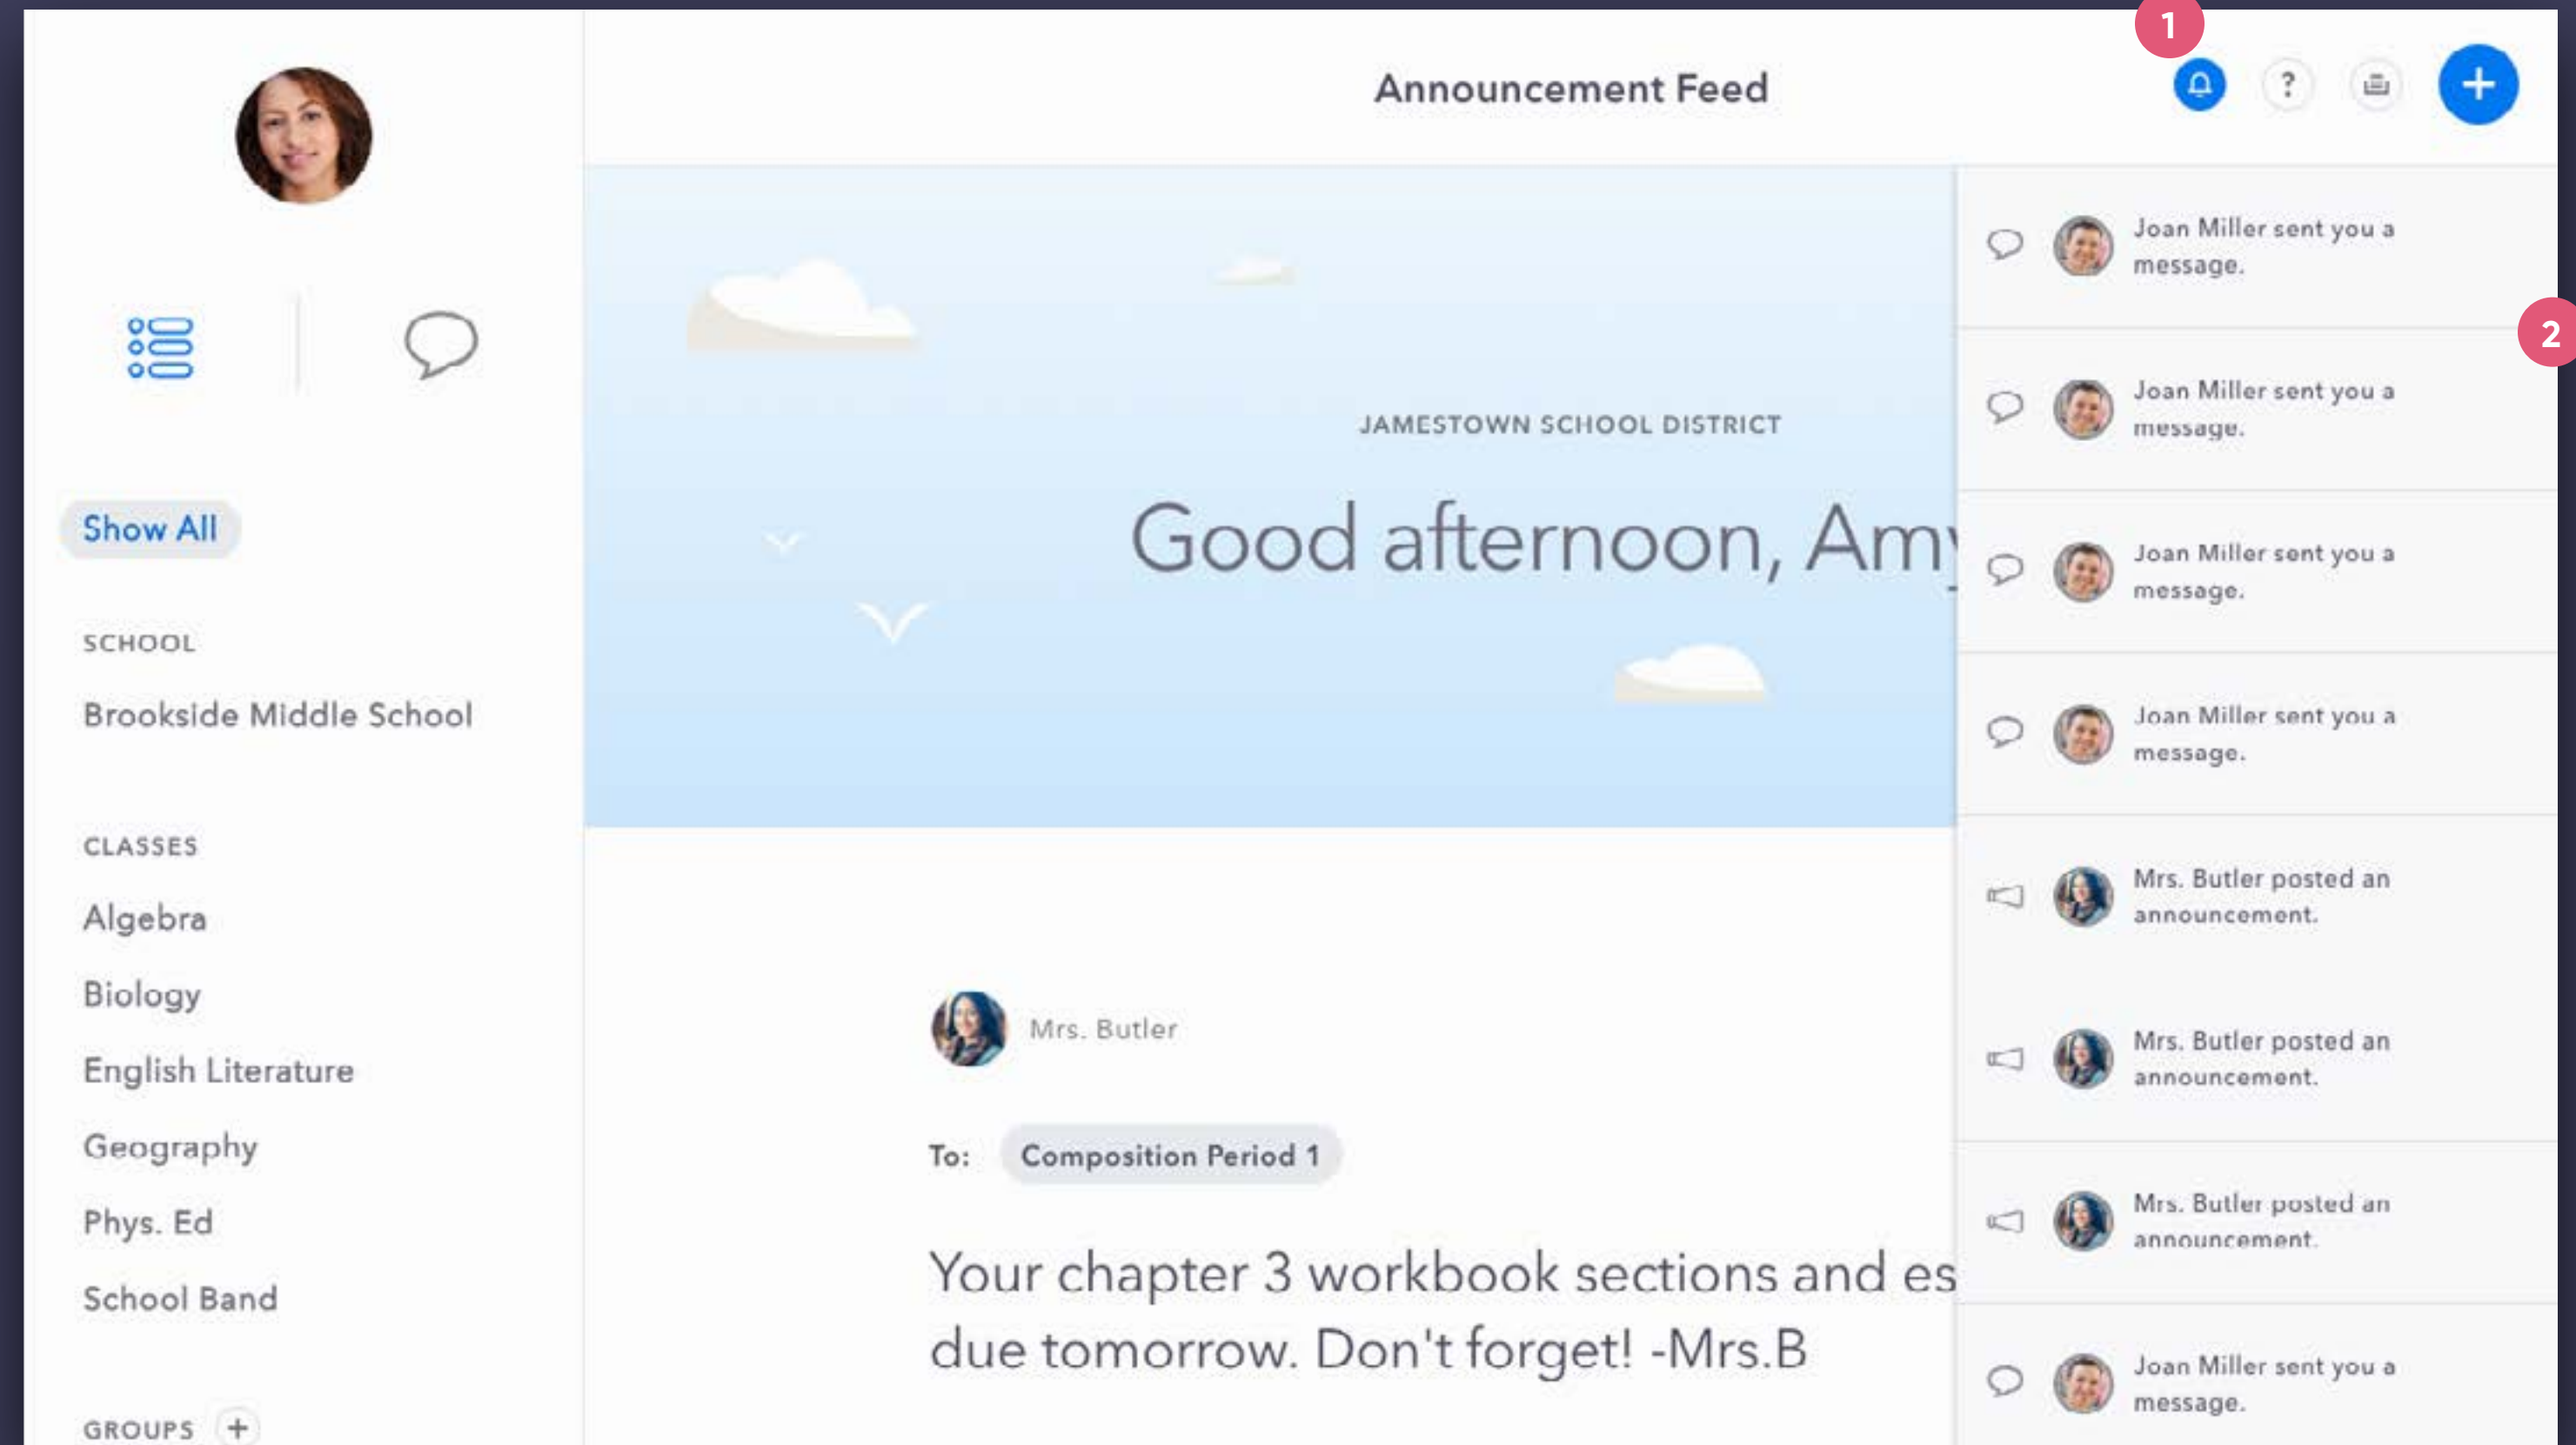 1
Announcement Feed
?
+
2
Show All
SCHOOL
Brookside Middle School
CLASSES
Algebra
Biology
English Literature
Geography
Phys. Ed
School Band
GROUPS +
JAMESTOWN SCHOOL DISTRICT
Good afternoon, Amy
Mrs. Butler
To: Composition Period 1
Your chapter 3 workbook sections and es
due tomorrow. Don't forget! -Mrs.B
Joan Miller sent you a
message.
Joan Miller sent you a
message.
Joan Miller sent you a
message.
Joan Miller sent you a
message.
Mrs. Butler posted an
announcement.
Mrs. Butler posted an
announcement.
Mrs. Butler posted an
announcement.
Joan Miller sent you a
message.